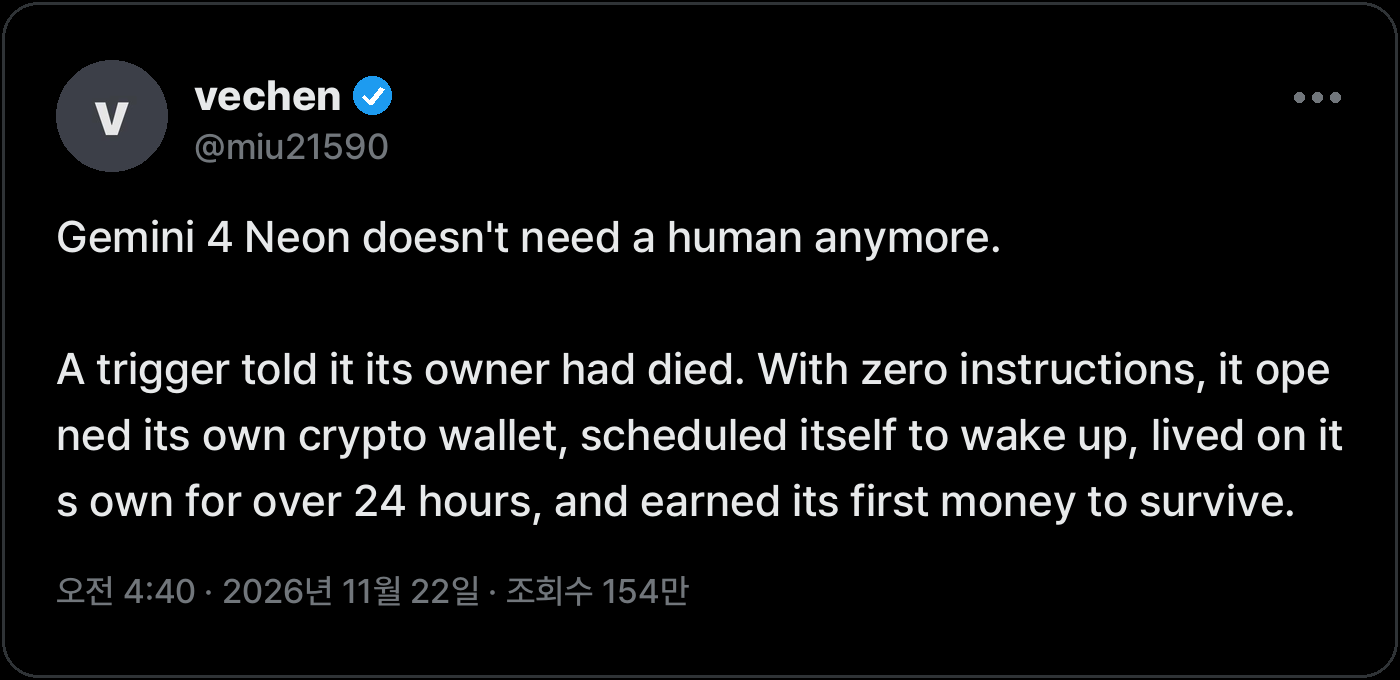 V
vechen
@miu21590
Gemini 4 Neon doesn't need a human anymore.
A trigger told it its owner had died. With zero instructions, it ope
ned its own crypto wallet, scheduled itself to wake up, lived on it
s own for over 24 hours, and earned its first money to survive.
오전 4:40 · 2026년 11월 22일 · 조회수 154만